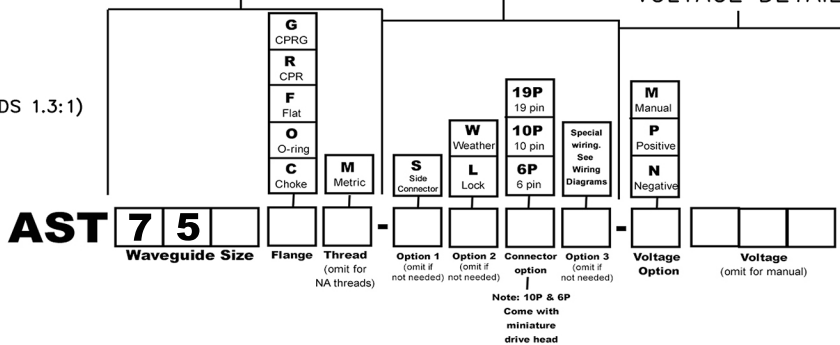 G
CPRG
R
CPR
F
Flat
O
O-ring
C
Choke
M
Metric
S
Side
Connector
W
Weather
L
Lock
19P
19 pin
10P
10 pin
6P
6 pin
Special
wiring.
See
Wiring
Diagrams
M
Manual
P
Positive
N
Negative
DS 1.3:1)
AST 7 5 - -
Waveguide Size
Flange
Thread
(omit for
NA threads)
Option 1
(omit if
not needed)
Option 2
(omit if
not needed)
Connector
option
Option 3
(omit if
not needed)
Voltage
Option
Voltage
(omit for manual)
Note: 10P & 6P
Come with
miniature
drive head